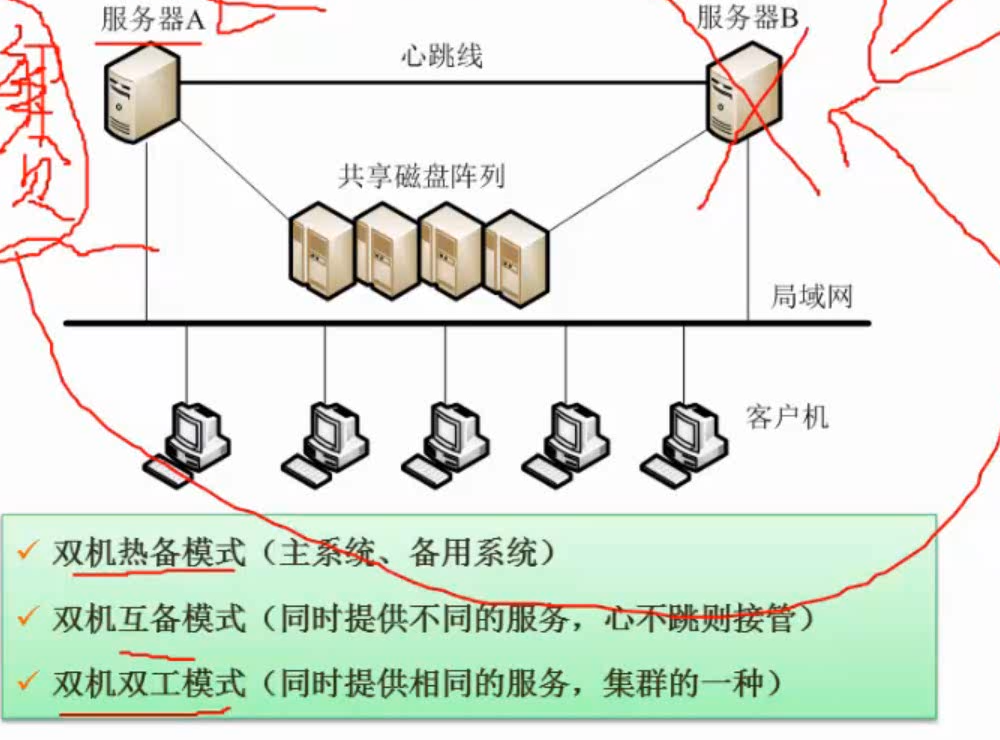 服务器A
服务器B
心跳线
共享磁盘阵列
局域网
客户机
双机热备模式（主系统、备用系统）
双机互备模式（同时提供不同的服务，心不跳则接管）
双机双工模式（同时提供相同的服务，集群的一种）